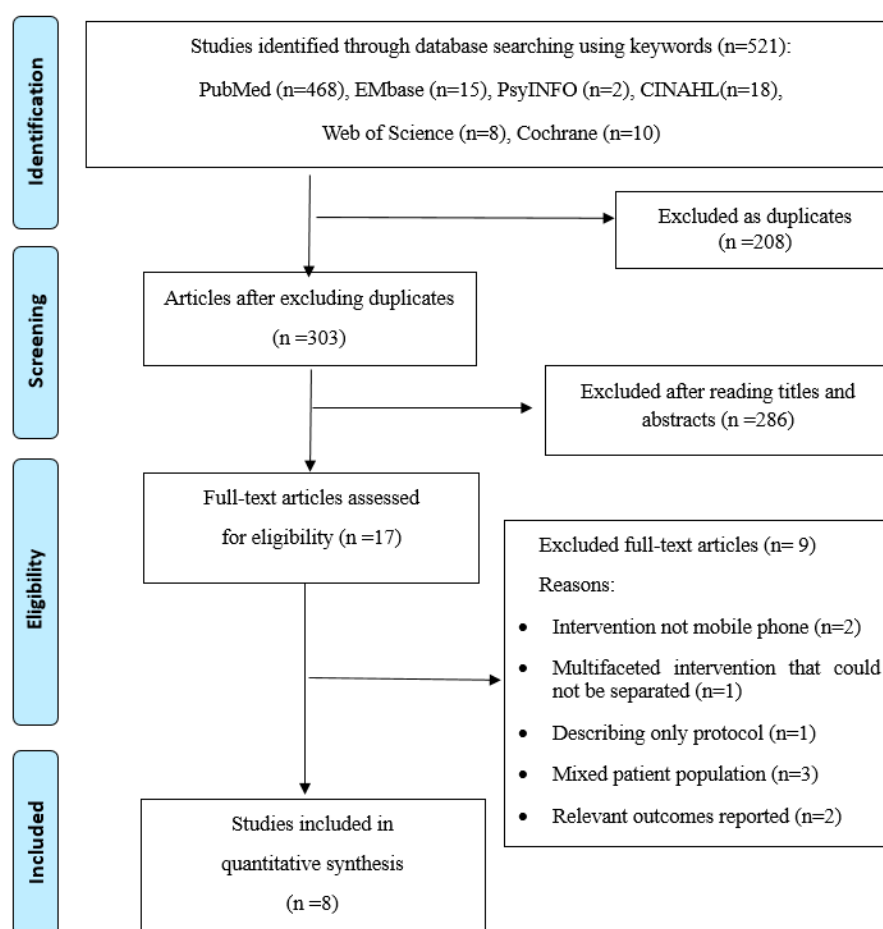 Identification
Studies identified through database searching using keywords (n=521):
PubMed (n=468), EMbase (n=15), PsyINFO (n=2), CINAHL(n=18),
Web of Science (n=8), Cochrane (n=10)
Excluded as duplicates
(n =208)
Screening
Articles after excluding duplicates
(n =303)
Excluded after reading titles and
abstracts (n =286)
Eligibility
Full-text articles assessed
for eligibility (n =17)
Excluded full-text articles (n= 9)
Reasons:
• Intervention not mobile phone (n=2)
• Multifaceted intervention that could
not be separated (n=1)
• Describing only protocol (n=1)
• Mixed patient population (n=3)
• Relevant outcomes reported (n=2)
Included
Studies included in
quantitative synthesis
(n =8)